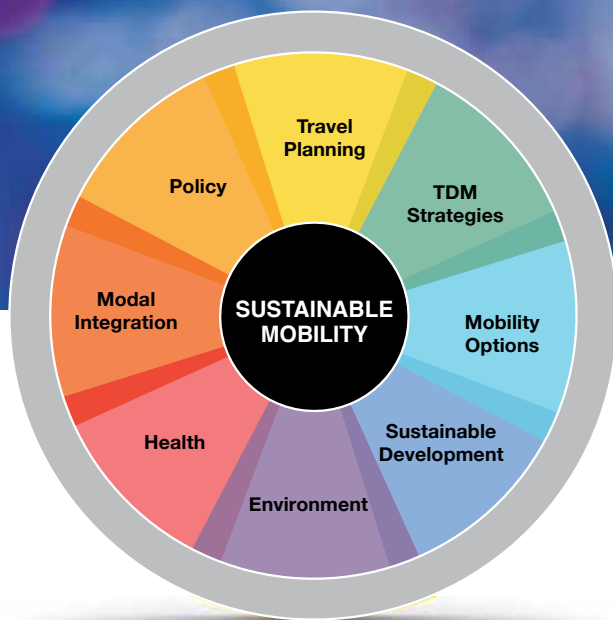 Travel
Planning
TDM
Strategies
Mobility
Options
Sustainable
Development
Environment
Health
Modal
Integration
Policy
SUSTAINABLE
MOBILITY